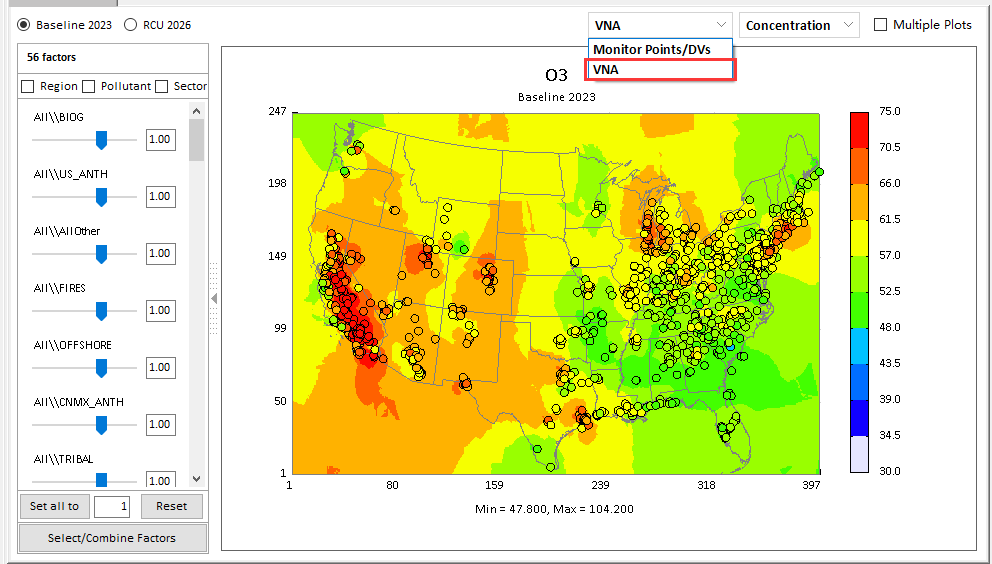 Baseline 2023
RCU 2026
VNA
Concentration
Multiple Plots
Monitor Points/DVs
VNA
56 factors
Region
Pollutant
Sector
All\\BIOG
1.00
All\\US_ANTH
1.00
All\\AllOther
1.00
All\\FIRES
1.00
All\\OFFSHORE
1.00
All\\CNMX_ANTH
1.00
All\\TRIBAL
1.00
Set all to
1
Reset
Select/Combine Factors
O3
Baseline 2023
247
198
149
99
50
1
1
80
159
239
318
397
Min = 47.800, Max = 104.200
75.0
70.5
66.0
61.5
57.0
52.5
48.0
43.5
39.0
34.5
30.0